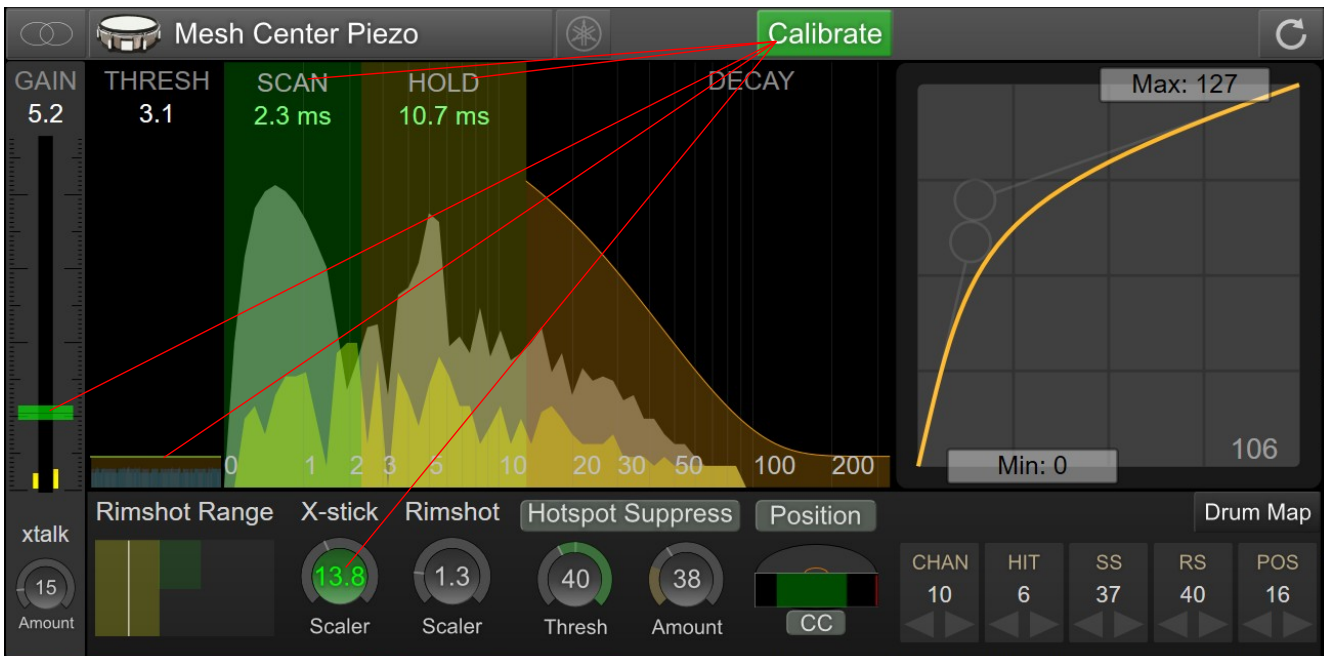 Mesh Center Piezo
Calibrate
GAIN THRESH SCAN HOLD DECAY
5.2 3.1 2.3 ms 10.7 ms
Max: 127
0 1 2 3 5 10 20 30 50 100 200
106
Min: 0
xtalk
15
Amount
Rimshot Range X-stick Rimshot Hotspot Suppress Position Drum Map
13.8 1.3 40 38
Scaler Scaler Thresh Amount CC
CHAN HIT SS RS POS
10 6 37 40 16